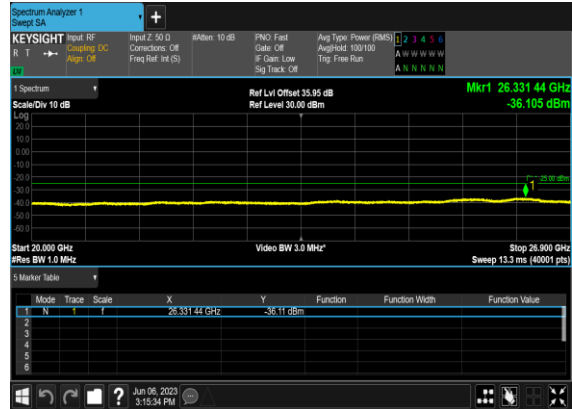 Spectrum Analyzer 1
Swept SA
+
KEYSIGHT Input: RF Input Z: 50 Ω #Atten: 10 dB PNO: Fast Avg Type: Power (RMS) 1 2 3 4 5 6
R T Coupling: DC Corrections: Off Gate: Off Avg|Hold: 100/100 A W W W W W
Align: Off Freq Ref: Int (S) IF Gain: Low Trig: Free Run
Sig Track: Off A N N N N N
1 Spectrum Ref Lvl Offset 35.95 dB Mkr1 26.331 44 GHz
Scale/Div 10 dB Ref Level 30.00 dBm -36.105 dBm
Log
20.0
10.0
0.00
-10.0
-20.0
-25.00 dBm
-30.0
1
-40.0
-50.0
-60.0
Start 20.000 GHz Video BW 3.0 MHz* Stop 26.900 GHz
#Res BW 1.0 MHz Sweep 13.3 ms (40001 pts)
5 Marker Table
Mode Trace Scale X Y Function Function Width Function Value
1 N 1 f 26.331 44 GHz -36.11 dBm
2
3
4
5
6
? Jun 06, 2023
3:15:34 PM